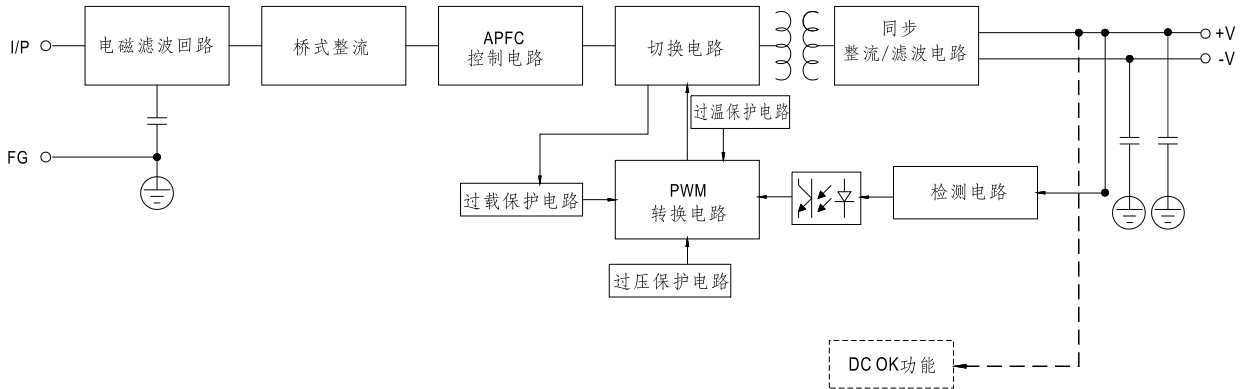 I/P
电磁滤波回路
桥式整流
APFC
控制电路
切换电路
同步
整流/滤波电路
+V
-V
过温保护电路
FG
过载保护电路
PWM
转换电路
检测电路
过压保护电路
DC OK功能